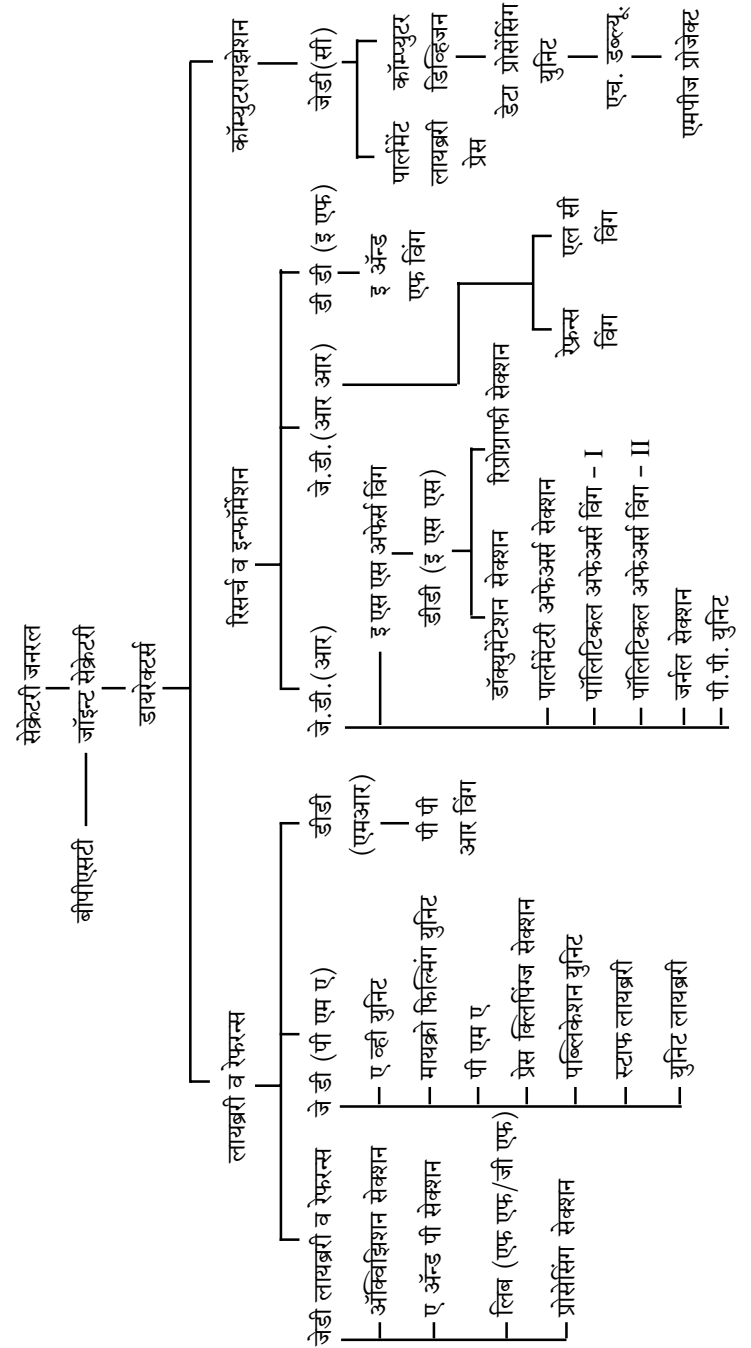 सेक्रेटरी जनरल
बीपीएसटी
जॉइन्ट सेक्रेटरी
डायरेक्टर्स
लायब्ररी व रेफरन्स
रिसर्च व इन्फॉर्मेशन
कॉम्युटरायझेशन
जेडी लायब्ररी व रेफरन्स
ॲक्विझिशन सेक्शन
ए ॲन्ड पी सेक्शन
लिब (एफ एफ/जी एफ)
प्रोसेसिंग सेक्शन
जे डी (पी एम ए)
ए व्ही युनिट
मायक्रो फिल्मिंग युनिट
पी एम ए
प्रेस क्लिपिंग्ज सेक्शन
पब्लिकेशन युनिट
स्टाफ लायब्ररी
युनिट लायब्ररी
डीडी
(एमआर)
पी पी
आर विंग
जे.डी.(आर)
इ एस एस अफेर्स विंग
डीडी (इ एस एस)
डॉक्युमेंटेशन सेक्शन
रिप्रोग्राफी सेक्शन
पार्लमेंटरी अफेअर्स सेक्शन
पॉलिटिकल अफेअर्स विंग - I
पॉलिटिकल अफेअर्स विंग - II
जर्नल सेक्शन
पी.पी. युनिट
जे.डी.(आर आर)
रेफ्रन्स
विंग
एल सी
विंग
डी डी (इ एफ)
इ ॲन्ड
एफ विंग
जेडी(सी)
पार्लमेंट
लायब्ररी
प्रेस
कॉम्प्युटर
डिव्हिजन
डेटा प्रोसेंसिंग
युनिट
एच. डब्ल्यू.
एमपीज प्रोजेक्ट